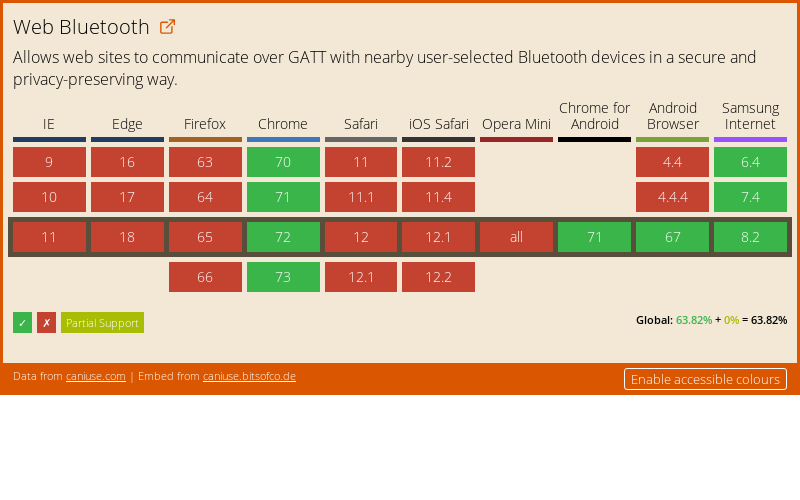 Web Bluetooth
Allows web sites to communicate over GATT with nearby user-selected Bluetooth devices in a secure and
privacy-preserving way.
IE Edge Firefox Chrome Safari iOS Safari Opera Mini Chrome for Android Android Browser Samsung Internet
9 16 63 70 11 11.2 4.4 6.4
10 17 64 71 11.1 11.4 4.4.4 7.4
11 18 65 72 12 12.1 all 71 67 8.2
66 73 12.1 12.2
✓ ✗ Partial Support
Global: 63.82% + 0% = 63.82%
Data from caniuse.com | Embed from caniuse.bitsofco.de
Enable accessible colours